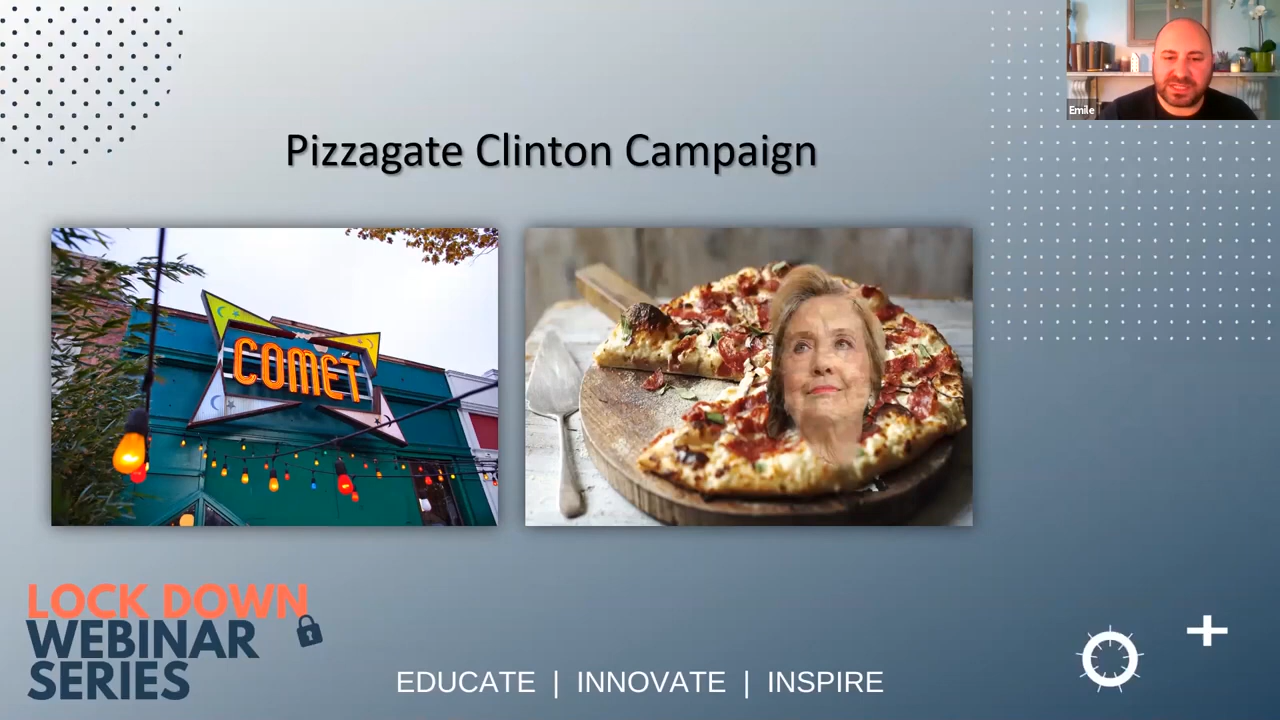 Emile
Pizzagate Clinton Campaign
COMET
LOCK DOWN
WEBINAR
SERIES
EDUCATE | INNOVATE | INSPIRE